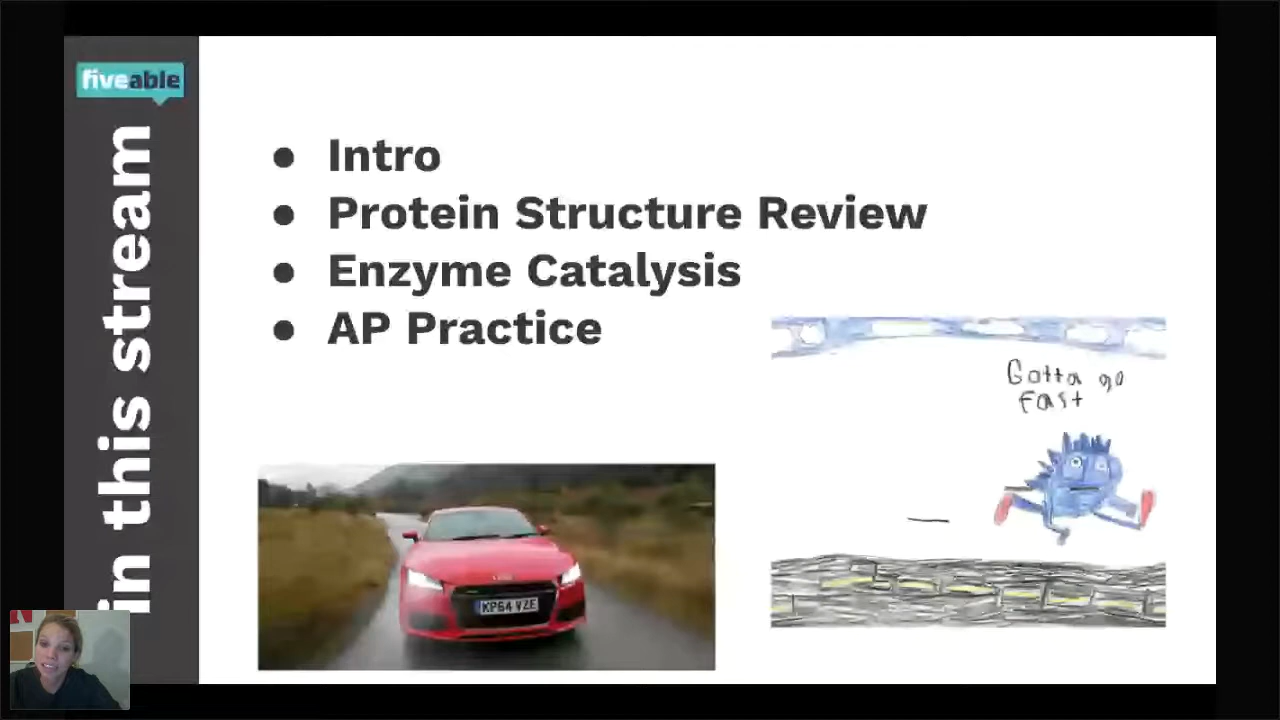 fiveable
in this stream
Intro
Protein Structure Review
Enzyme Catalysis
AP Practice
Gotta go
fast
KP64 VZE